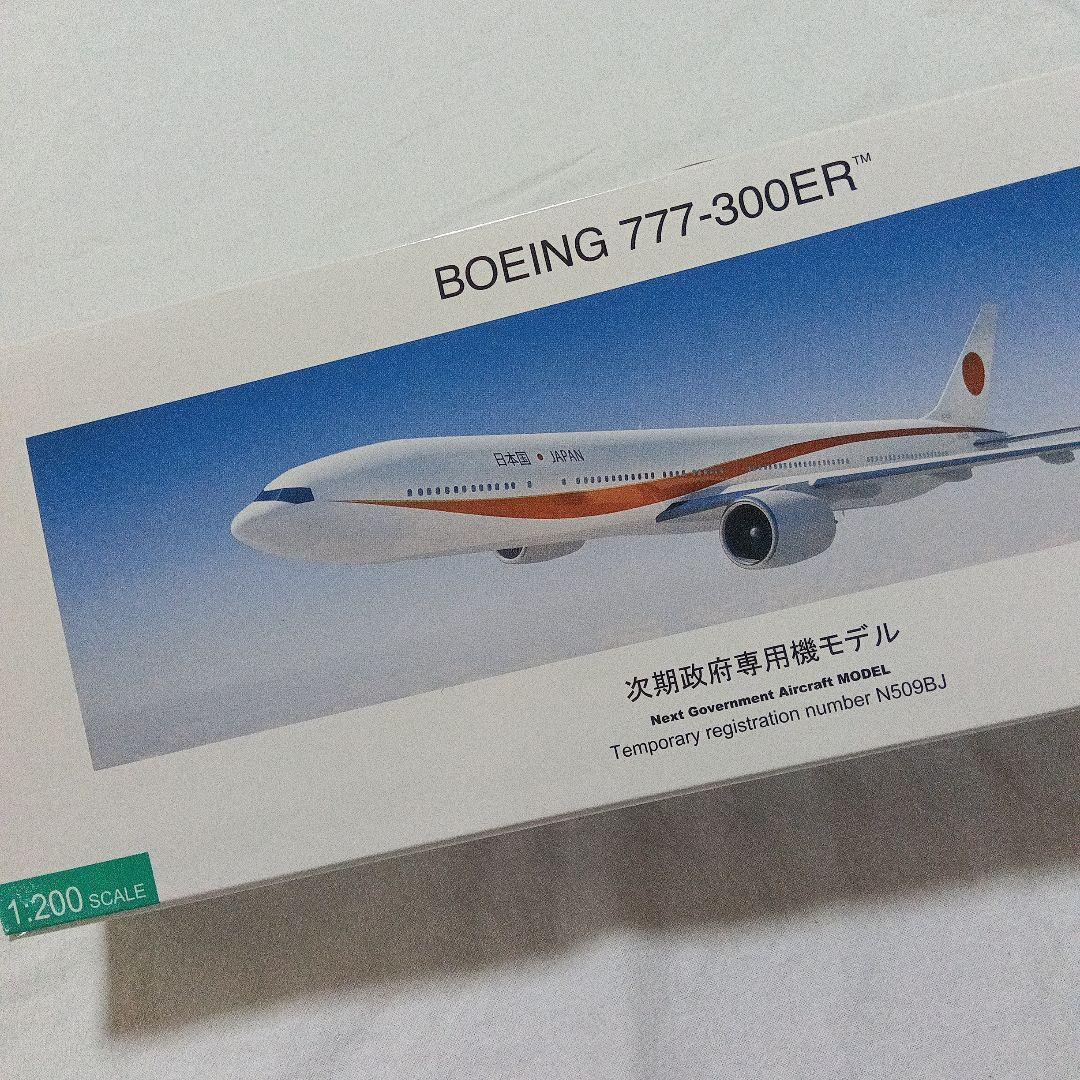 BOEING 777-300ER™
日本国 • JAPAN
次期政府専用機モデル
Next Government Aircraft MODEL
Temporary registration number N509BJ
1:200 SCALE